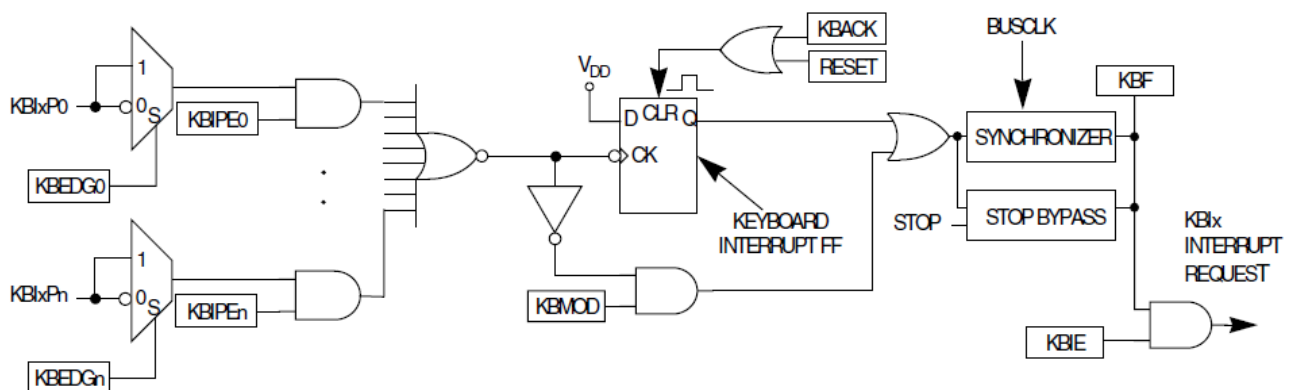 KBIxP0
1
0
S
KBIPE0
KBEDG0
KBIxPn
1
0
S
KBIPEn
KBEDGn
VDD
D
CLR
Q
CK
KBACK
RESET
KEYBOARD
INTERRUPT FF
KBMOD
BUSCLK
SYNCHRONIZER
STOP
STOP BYPASS
KBF
KBIx
INTERRUPT
REQUEST
KBIE